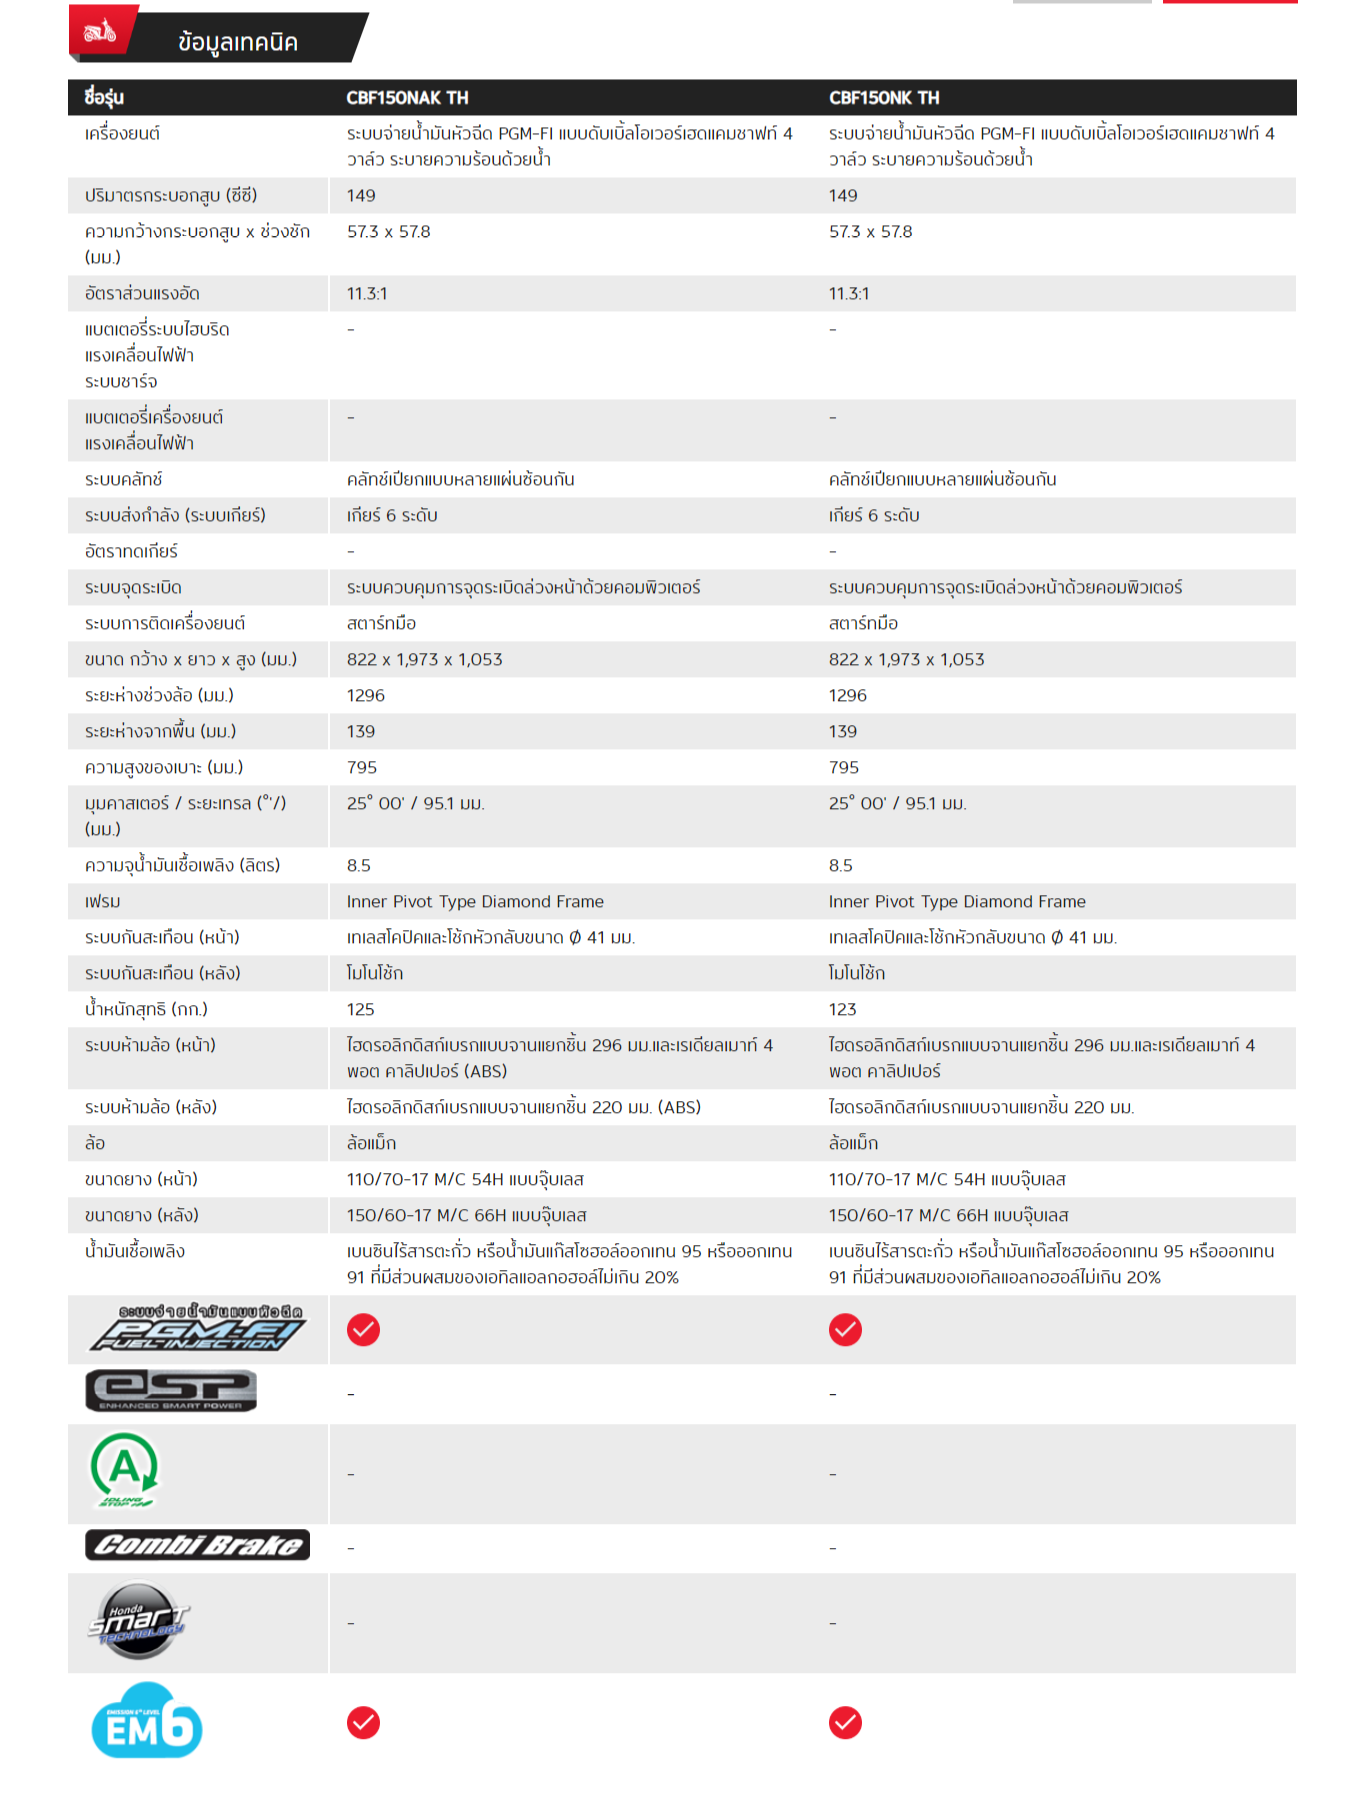 ข้อมูลเทคนิค
ชื่อรุ่น CBF150NAK TH CBF150NK TH
เครื่องยนต์ ระบบจ่ายน้ำมันหัวฉีด PGM-FI แบบดับเบิ้ลโอเวอร์เฮดแคมชาฟท์ 4 ระบบจ่ายน้ำมันหัวฉีด PGM-FI แบบดับเบิ้ลโอเวอร์เฮดแคมชาฟท์ 4
วาล์ว ระบายความร้อนด้วยน้ำ วาล์ว ระบายความร้อนด้วยน้ำ
ปริมาตรกระบอกสูบ (ซีซี) 149 149
ความกว้างกระบอกสูบ x ช่วงชัก 57.3 x 57.8 57.3 x 57.8
(มม.)
อัตราส่วนแรงอัด 11.3:1 11.3:1
แบตเตอรี่ระบบไฮบริด - -
แรงเคลื่อนไฟฟ้า
ระบบชาร์จ
แบตเตอรี่เครื่องยนต์ - -
แรงเคลื่อนไฟฟ้า
ระบบคลัทช์ คลัทช์เปียกแบบหลายแผ่นซ้อนกัน คลัทช์เปียกแบบหลายแผ่นซ้อนกัน
ระบบส่งกำลัง (ระบบเกียร์) เกียร์ 6 ระดับ เกียร์ 6 ระดับ
อัตราทดเกียร์ - -
ระบบจุดระเบิด ระบบควบคุมการจุดระเบิดล่วงหน้าด้วยคอมพิวเตอร์ ระบบควบคุมการจุดระเบิดล่วงหน้าด้วยคอมพิวเตอร์
ระบบการติดเครื่องยนต์ สตาร์ทมือ สตาร์ทมือ
ขนาด กว้าง x ยาว x สูง (มม.) 822 x 1,973 x 1,053 822 x 1,973 x 1,053
ระยะห่างช่วงล้อ (มม.) 1296 1296
ระยะห่างจากพื้น (มม.) 139 139
ความสูงของเบาะ (มม.) 795 795
มุมคาสเตอร์ / ระยะเทรล (°'/) 25° 00' / 95.1 มม. 25° 00' / 95.1 มม.
(มม.)
ความจุน้ำมันเชื้อเพลิง (ลิตร) 8.5 8.5
เฟรม Inner Pivot Type Diamond Frame Inner Pivot Type Diamond Frame
ระบบกันสะเทือน (หน้า) เทเลสโคปิคและโช้กหัวกลับขนาด Ø 41 มม. เทเลสโคปิคและโช้กหัวกลับขนาด Ø 41 มม.
ระบบกันสะเทือน (หลัง) โมโนโช้ก โมโนโช้ก
น้ำหนักสุทธิ (กก.) 125 123
ระบบห้ามล้อ (หน้า) ไฮดรอลิกดิสก์เบรกแบบจานแยกชิ้น 296 มม.และเรเดียลเมาท์ 4 ไฮดรอลิกดิสก์เบรกแบบจานแยกชิ้น 296 มม.และเรเดียลเมาท์ 4
พอต คาลิปเปอร์ (ABS) พอต คาลิปเปอร์
ระบบห้ามล้อ (หลัง) ไฮดรอลิกดิสก์เบรกแบบจานแยกชิ้น 220 มม. (ABS) ไฮดรอลิกดิสก์เบรกแบบจานแยกชิ้น 220 มม.
ล้อ ล้อแม็ก ล้อแม็ก
ขนาดยาง (หน้า) 110/70-17 M/C 54H แบบจุ๊บเลส 110/70-17 M/C 54H แบบจุ๊บเลส
ขนาดยาง (หลัง) 150/60-17 M/C 66H แบบจุ๊บเลส 150/60-17 M/C 66H แบบจุ๊บเลส
น้ำมันเชื้อเพลิง เบนซินไร้สารตะกั่ว หรือน้ำมันแก๊สโซฮอล์ออกเทน 95 หรือออกเทน เบนซินไร้สารตะกั่ว หรือน้ำมันแก๊สโซฮอล์ออกเทน 95 หรือออกเทน
91 ที่มีส่วนผสมของเอทิลแอลกอฮอล์ไม่เกิน 20% 91 ที่มีส่วนผสมของเอทิลแอลกอฮอล์ไม่เกิน 20%
ระบบจ่ายน้ำมันแบบหัวฉีด
PGM-FI
FUEL INJECTION
eSP - -
ENHANCED SMART POWER
A - -
IDLING
STOP
Combi Brake - -
Honda
smart - -
TECHNOLOGY
EMISSION 6th LEVEL
EM6